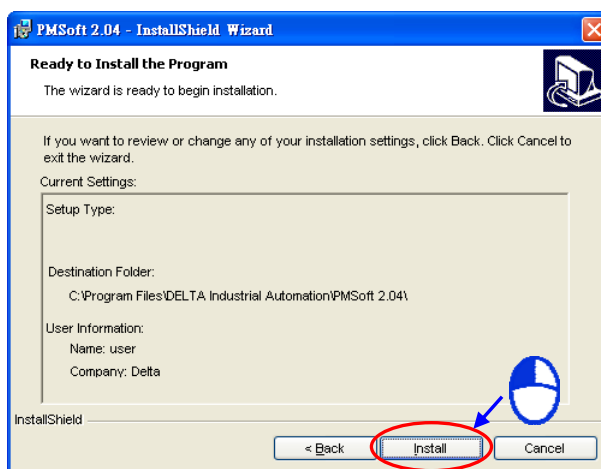 PMSoft 2.04 - InstallShield Wizard
Ready to Install the Program
The wizard is ready to begin installation.
If you want to review or change any of your installation settings, click Back. Click Cancel to
exit the wizard.
Current Settings:
Setup Type:
Destination Folder:
C:\Program Files\DELTA Industrial Automation\PMSoft 2.04\
User Information:
Name: user
Company: Delta
InstallShield
< Back
Install
Cancel